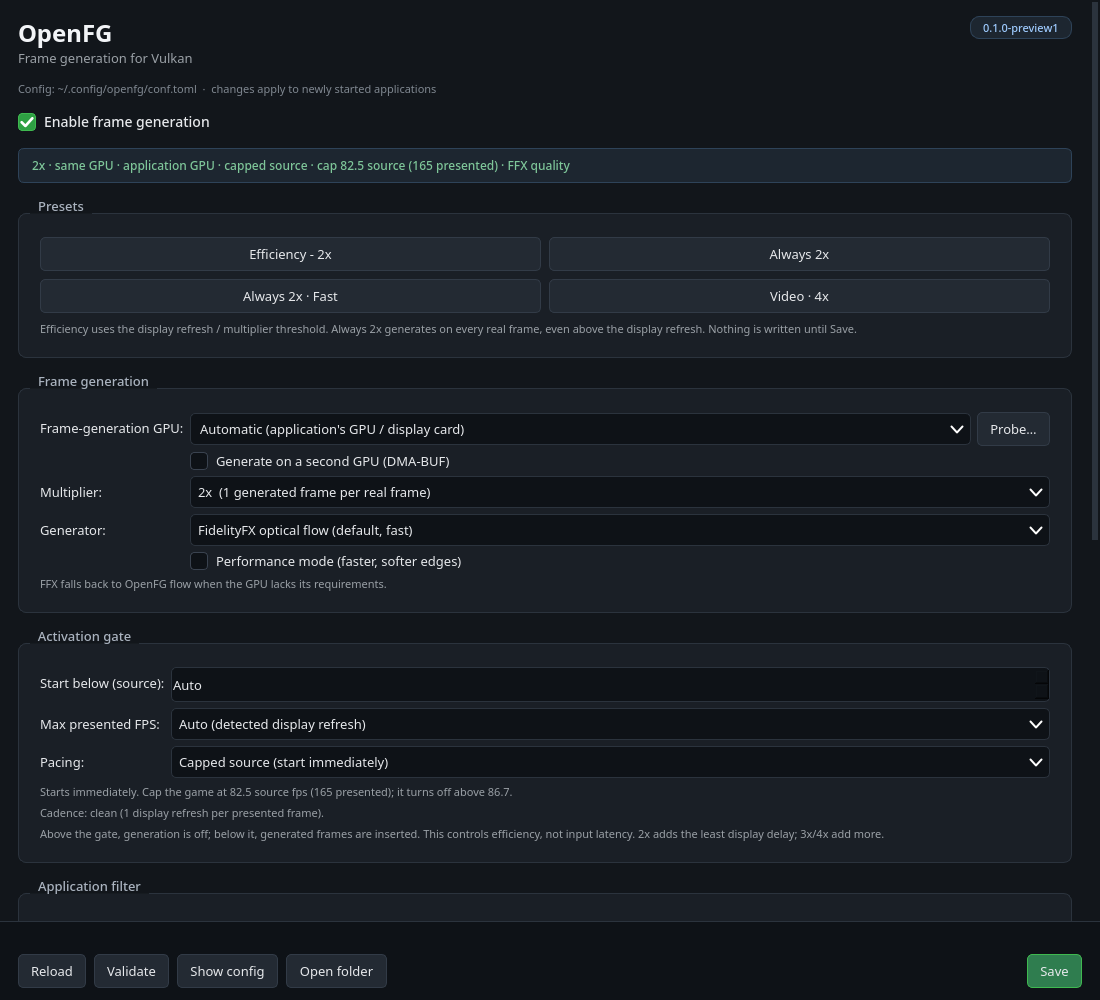 OpenFG
0.1.0-preview1
Frame generation for Vulkan
Config: ~/.config/openfg/conf.toml · changes apply to newly started applications
Enable frame generation
2x · same GPU · application GPU · capped source · cap 82.5 source (165 presented) · FFX quality
Presets
Efficiency - 2x
Always 2x
Always 2x · Fast
Video · 4x
Efficiency uses the display refresh / multiplier threshold. Always 2x generates on every real frame, even above the display refresh. Nothing is written until Save.
Frame generation
Frame-generation GPU:
Automatic (application's GPU / display card)
Probe...
Generate on a second GPU (DMA-BUF)
Multiplier:
2x (1 generated frame per real frame)
Generator:
FidelityFX optical flow (default, fast)
Performance mode (faster, softer edges)
FFX falls back to OpenFG flow when the GPU lacks its requirements.
Activation gate
Start below (source):
Auto
Max presented FPS:
Auto (detected display refresh)
Pacing:
Capped source (start immediately)
Starts immediately. Cap the game at 82.5 source fps (165 presented); it turns off above 86.7.
Cadence: clean (1 display refresh per presented frame).
Above the gate, generation is off; below it, generated frames are inserted. This controls efficiency, not input latency. 2x adds the least display delay; 3x/4x add more.
Application filter
Reload
Validate
Show config
Open folder
Save